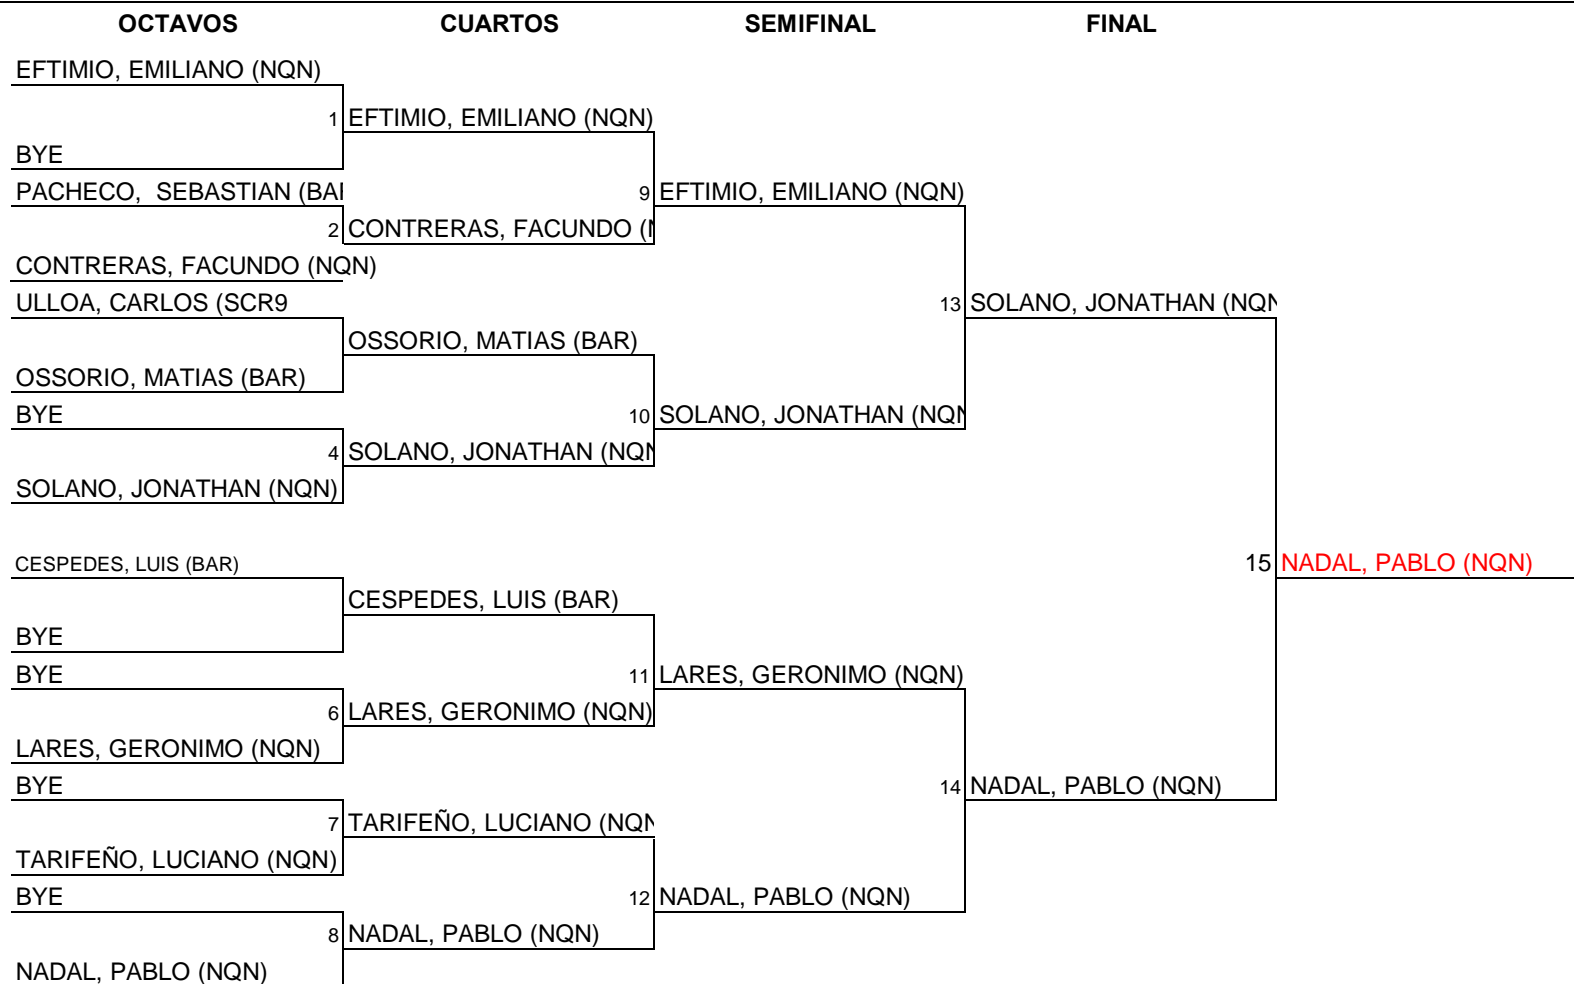 OCTAVOS CUARTOS SEMIFINAL FINAL
EFTIMIO, EMILIANO (NQN)
1 EFTIMIO, EMILIANO (NQN)
BYE
PACHECO, SEBASTIAN (BAR 9 EFTIMIO, EMILIANO (NQN)
2 CONTRERAS, FACUNDO (N
CONTRERAS, FACUNDO (NQN)
ULLOA, CARLOS (SCR9 13 SOLANO, JONATHAN (NQN
OSSORIO, MATIAS (BAR)
OSSORIO, MATIAS (BAR)
BYE 10 SOLANO, JONATHAN (NQN
4 SOLANO, JONATHAN (NQN
SOLANO, JONATHAN (NQN)
CESPEDES, LUIS (BAR) 15 NADAL, PABLO (NQN)
CESPEDES, LUIS (BAR)
BYE
BYE 11 LARES, GERONIMO (NQN)
6 LARES, GERONIMO (NQN)
LARES, GERONIMO (NQN)
BYE 14 NADAL, PABLO (NQN)
7 TARIFEÑO, LUCIANO (NQN
TARIFEÑO, LUCIANO (NQN)
BYE 12 NADAL, PABLO (NQN)
8 NADAL, PABLO (NQN)
NADAL, PABLO (NQN)